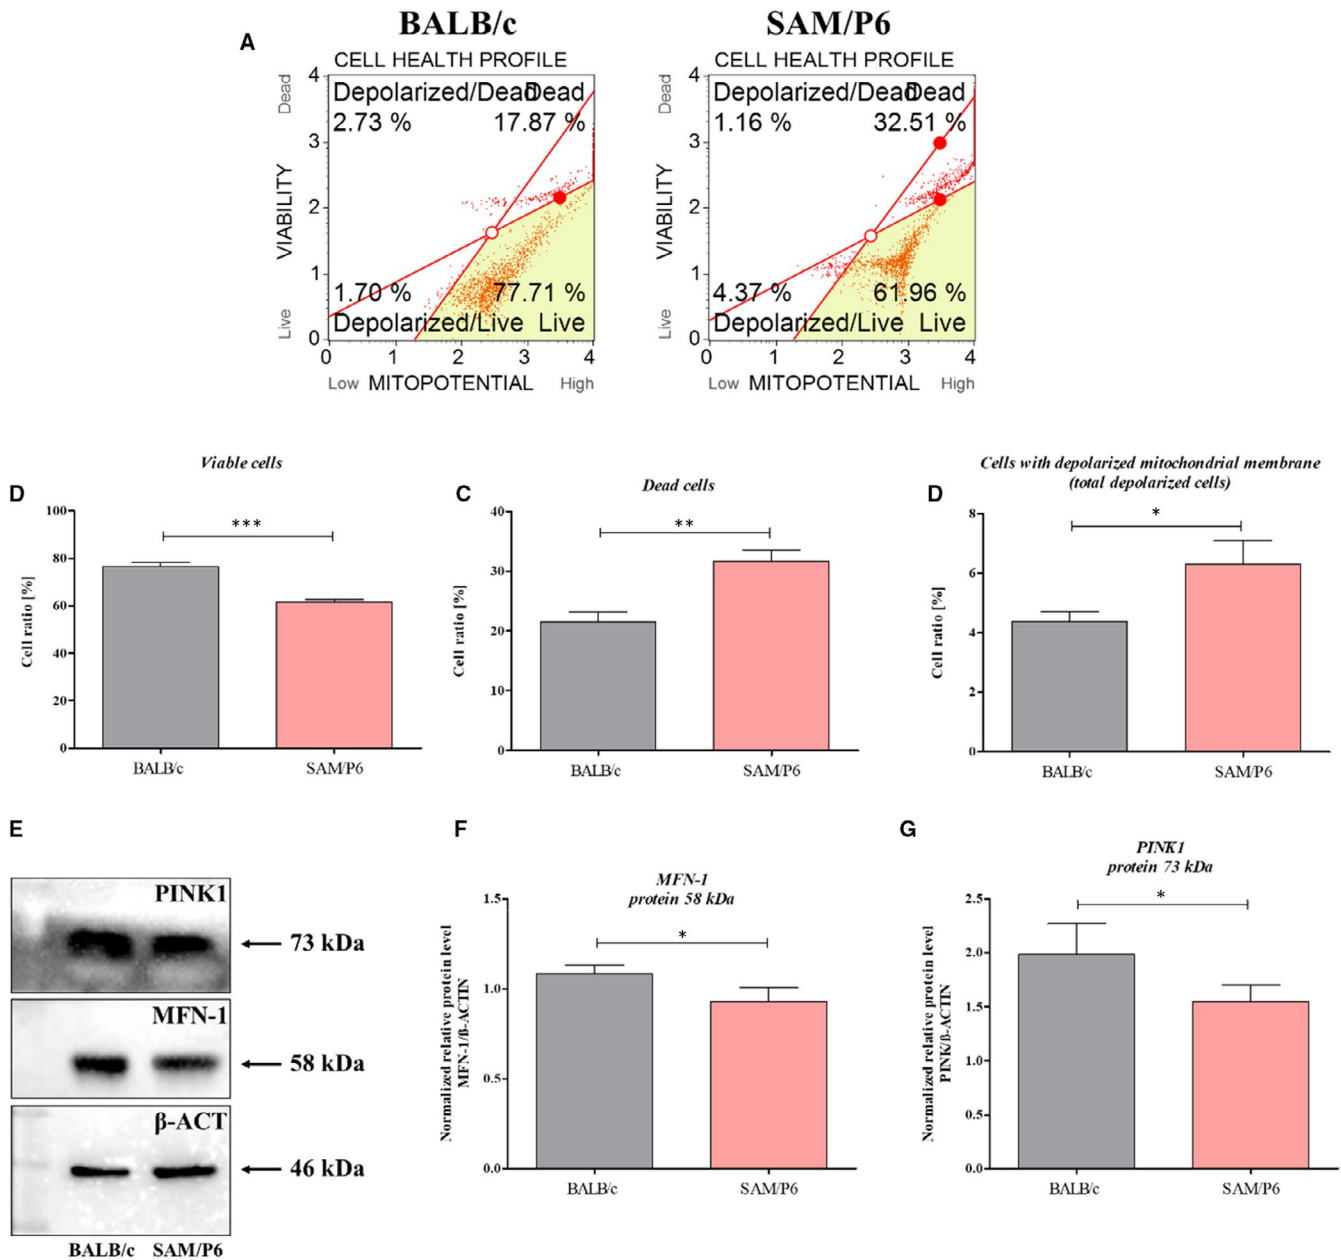 A
BALB/c
CELL HEALTH PROFILE
Dead
VIABILITY
Live
4
3
2
1
0
Depolarized/Dead
Dead
2.73 %
17.87 %
1.70 %
77.71 %
Depolarized/Live
Live
0
1
2
3
4
Low
MITOPOTENTIAL
High
SAM/P6
CELL HEALTH PROFILE
Dead
VIABILITY
Live
4
3
2
1
0
Depolarized/Dead
Dead
1.16 %
32.51 %
4.37 %
61.96 %
Depolarized/Live
Live
0
1
2
3
4
Low
MITOPOTENTIAL
High
D
Viable cells
***
Cell ratio [%]
100
80
60
40
20
0
BALB/c
SAM/P6
C
Dead cells
**
Cell ratio [%]
40
30
20
10
0
BALB/c
SAM/P6
D
Cells with depolarized mitochondrial membrane
(total depolarized cells)
*
Cell ratio [%]
8
6
4
2
0
BALB/c
SAM/P6
E
PINK1
73 kDa
MFN-1
58 kDa
β-ACT
46 kDa
BALB/c
SAM/P6
F
MFN-1
protein 58 kDa
*
Normalized relative protein level
MFN-1/ß-ACTIN
1.5
1.0
0.5
0.0
BALB/c
SAM/P6
G
PINK1
protein 73 kDa
*
Normalized relative protein level
PINK/ß-ACTIN
2.5
2.0
1.5
1.0
0.5
0.0
BALB/c
SAM/P6